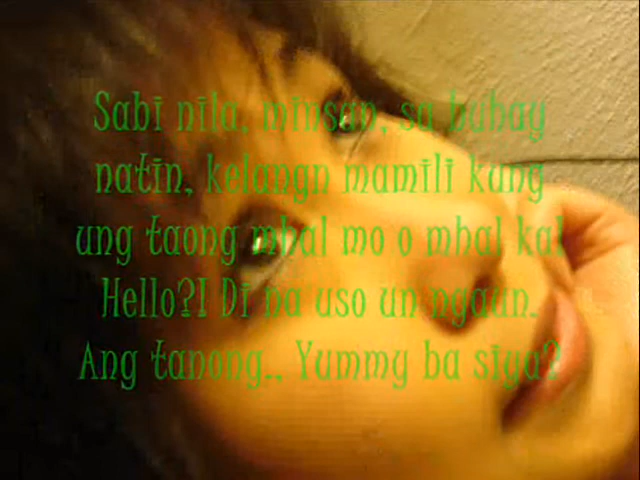 Sabi nila, minsan, sa buhay
natin, kelangn mamili kung
ung taong mhal mo o mhal ka!
Hello?! Di na uso un ngaun.
Ang tanong.. Yummy ba siya?